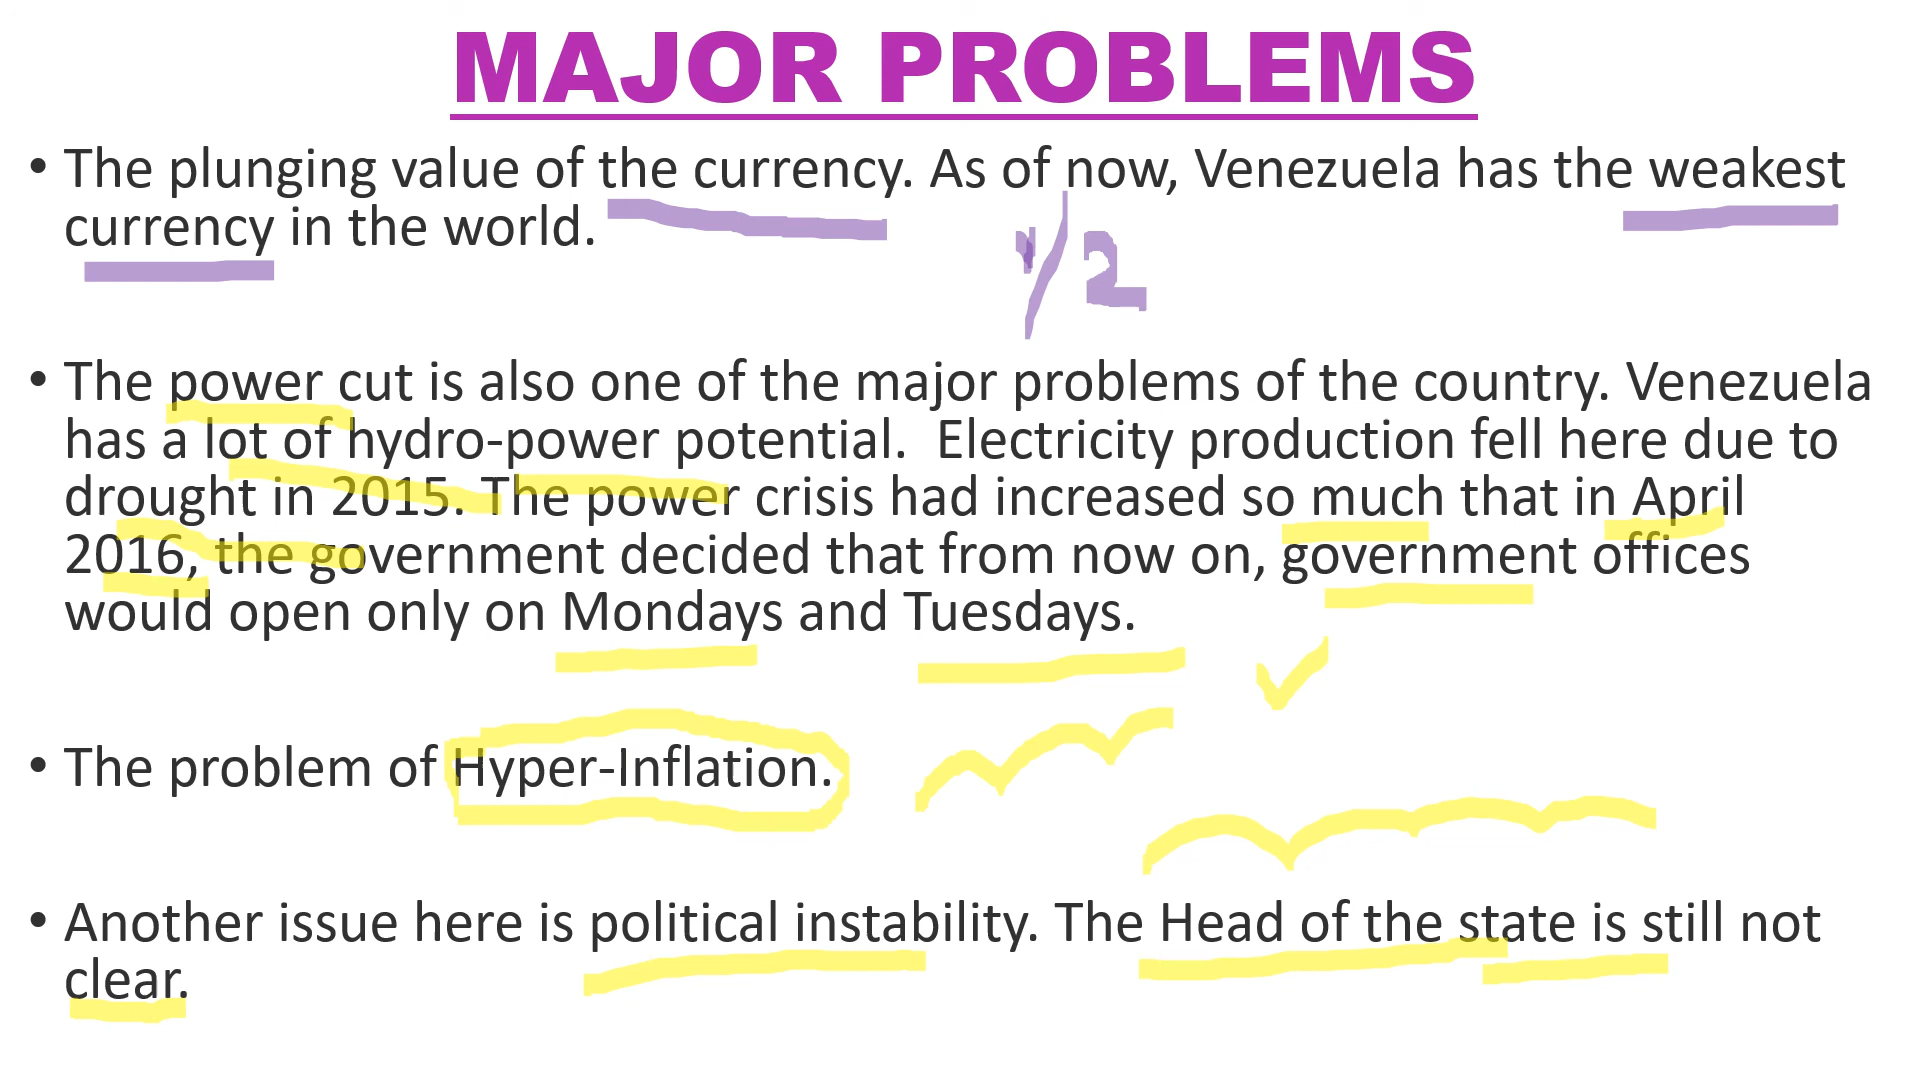 MAJOR PROBLEMS
• The plunging value of the currency. As of now, Venezuela has the weakest
currency in the world.
1/2
• The power cut is also one of the major problems of the country. Venezuela
has a lot of hydro-power potential.  Electricity production fell here due to
drought in 2015. The power crisis had increased so much that in April
2016, the government decided that from now on, government offices
would open only on Mondays and Tuesdays.
• The problem of Hyper-Inflation.
• Another issue here is political instability. The Head of the state is still not
clear.